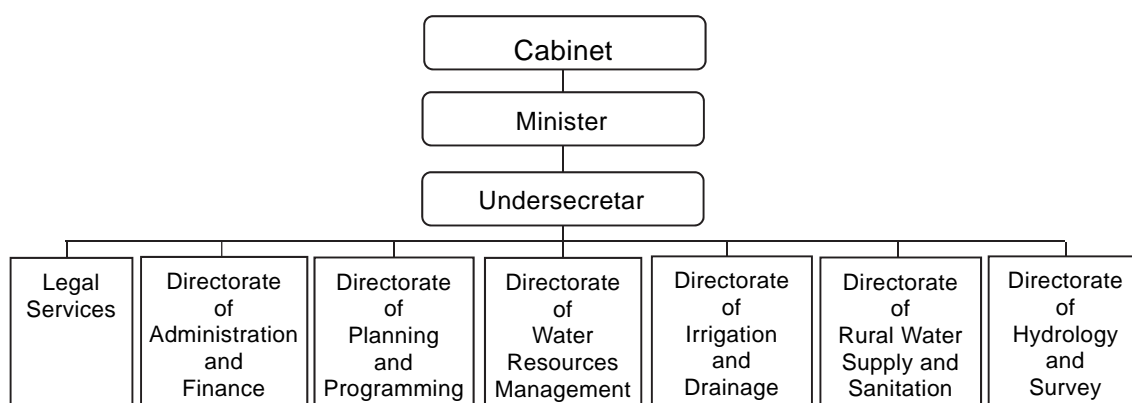 Cabinet
Minister
Undersecretar
Legal
Services
Directorate
of
Administration
and
Finance
Directorate
of
Planning
and
Programming
Directorate
of
Water
Resources
Management
Directorate
of
Irrigation
and
Drainage
Directorate
of
Rural Water
Supply and
Sanitation
Directorate
of
Hydrology
and
Survey